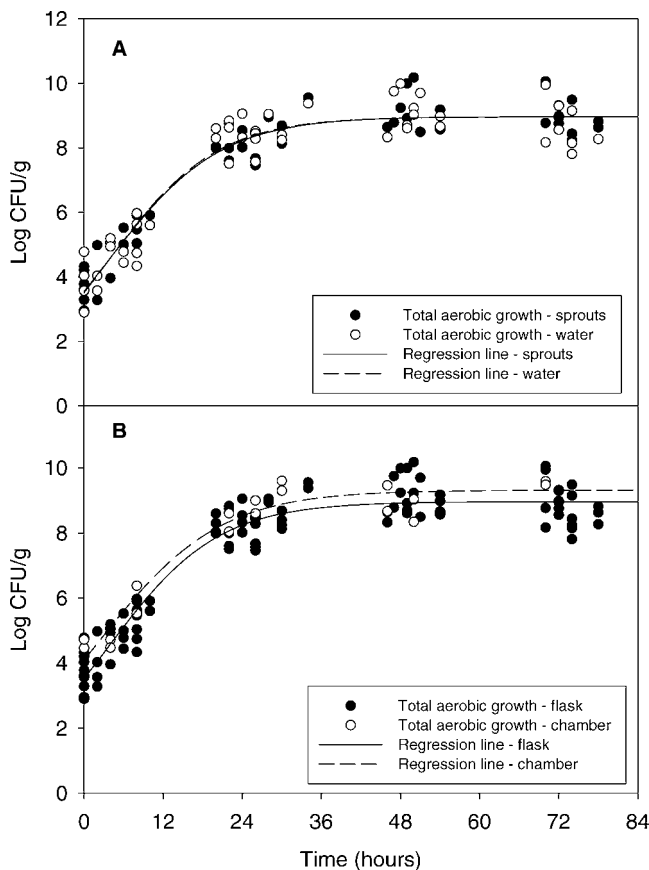 12
A
10
8
6
4
2
0
Log CFU/g
Total aerobic growth - sprouts
Total aerobic growth - water
Regression line - sprouts
Regression line - water
B
10
8
6
4
2
0
Log CFU/g
Total aerobic growth - flask
Total aerobic growth - chamber
Regression line - flask
Regression line - chamber
0 12 24 36 48 60 72 84
Time (hours)